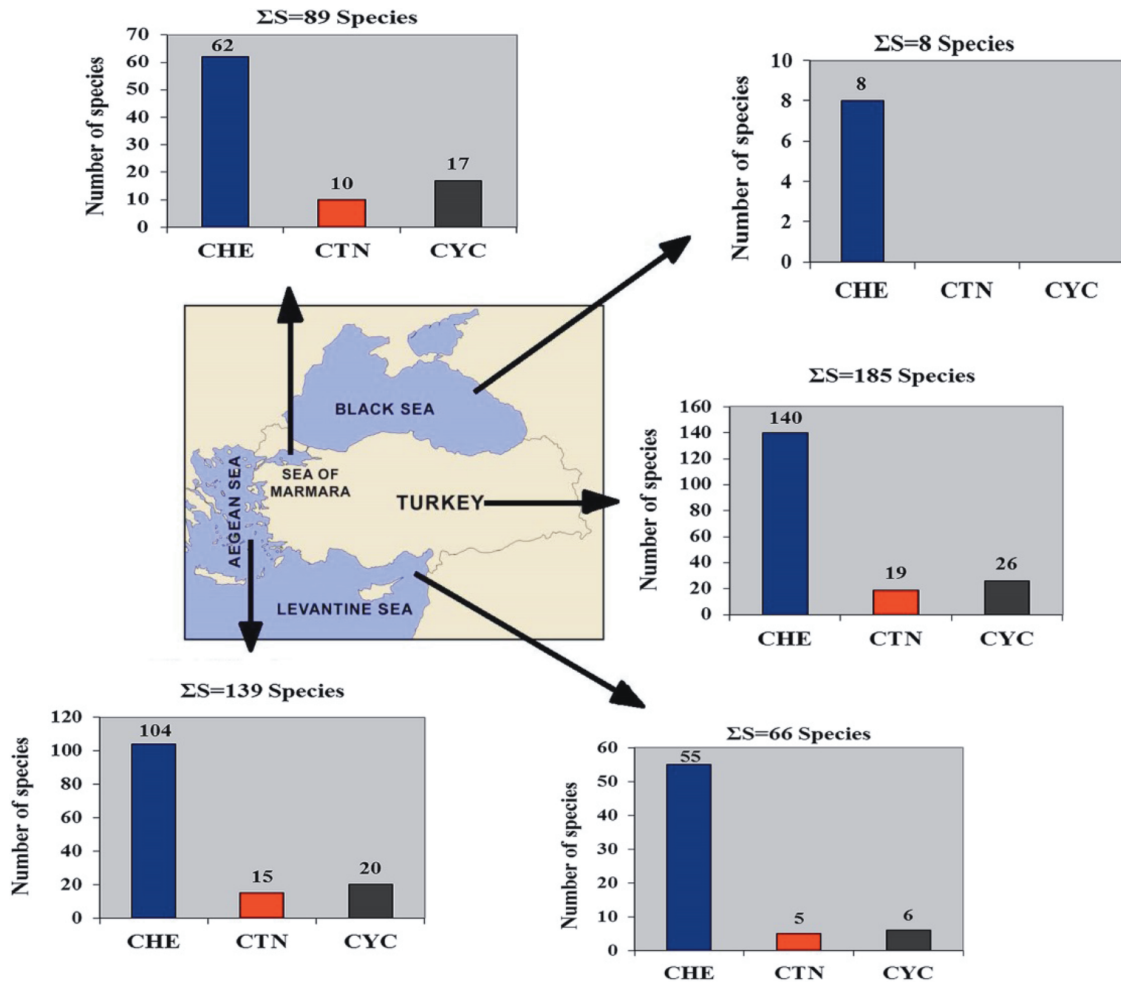 ΣS=89 Species
Number of species
70
60
50
40
30
20
10
0
62
10
17
CHE CTN CYC
ΣS=8 Species
Number of species
10
8
6
4
2
0
8
CHE CTN CYC
BLACK SEA
SEA OF
MARMARA
AEGEAN SEA
TURKEY
LEVANTINE SEA
ΣS=185 Species
Number of species
160
140
120
100
80
60
40
20
0
140
19
26
CHE CTN CYC
ΣS=139 Species
Number of species
120
100
80
60
40
20
0
104
15
20
CHE CTN CYC
ΣS=66 Species
Number of species
60
50
40
30
20
10
0
55
5
6
CHE CTN CYC